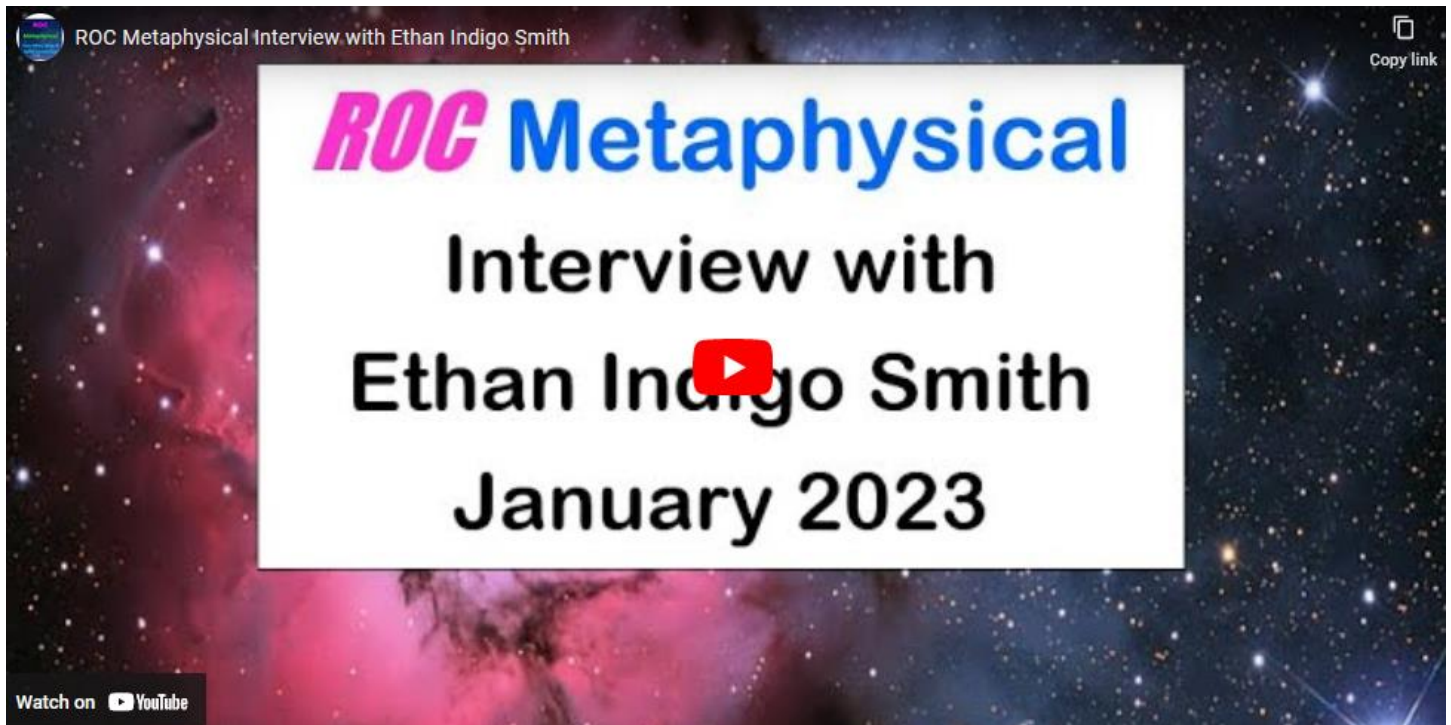 ROC Metaphysical Interview with Ethan Indigo Smith
Copy link
ROC Metaphysical
Interview with
Ethan Indigo Smith
January 2023
Watch on YouTube